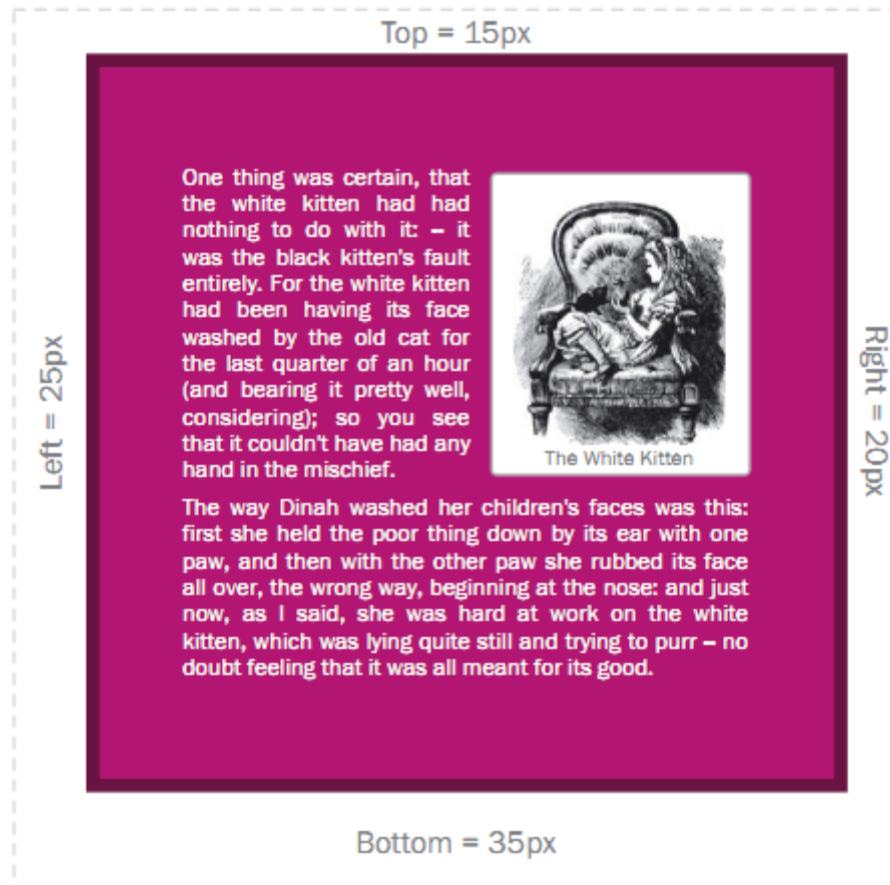 Top = 15px
Left = 25px
One thing was certain, that
the white kitten had had
nothing to do with it: – it
was the black kitten's fault
entirely. For the white kitten
had been having its face
washed by the old cat for
the last quarter of an hour
(and bearing it pretty well,
considering); so you see
that it couldn't have had any
hand in the mischief.
The White Kitten
The way Dinah washed her children's faces was this:
first she held the poor thing down by its ear with one
paw, and then with the other paw she rubbed its face
all over, the wrong way, beginning at the nose: and just
now, as I said, she was hard at work on the white
kitten, which was lying quite still and trying to purr – no
doubt feeling that it was all meant for its good.
Right = 20px
Bottom = 35px